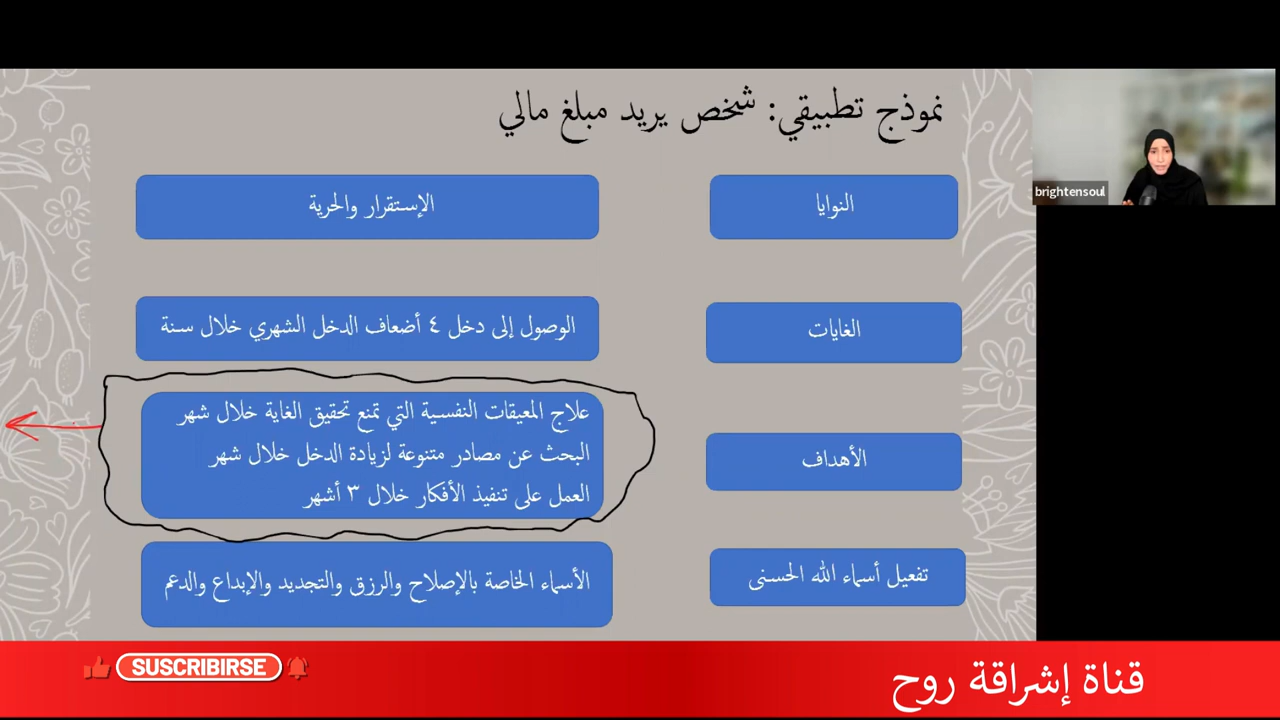 نموذج تطبيقي: شخص يريد مبلغ مالي
brightensoul
النوايا
الإستقرار والحرية
الغايات
الوصول إلى دخل ٤ أضعاف الدخل الشهري خلال سنة
الأهداف
علاج المعيقات النفسية التي تمنع تحقيق الغاية خلال شهر
البحث عن مصادر متنوعة لزيادة الدخل خلال شهر
العمل على تنفيذ الأفكار خلال ٣ أشهر
تفعيل أسماء الله الحسنى
الأسماء الخاصة بالإصلاح والرزق والتجديد والإبداع والدعم
قناة إشراقة روح
SUSCRIBIRSE